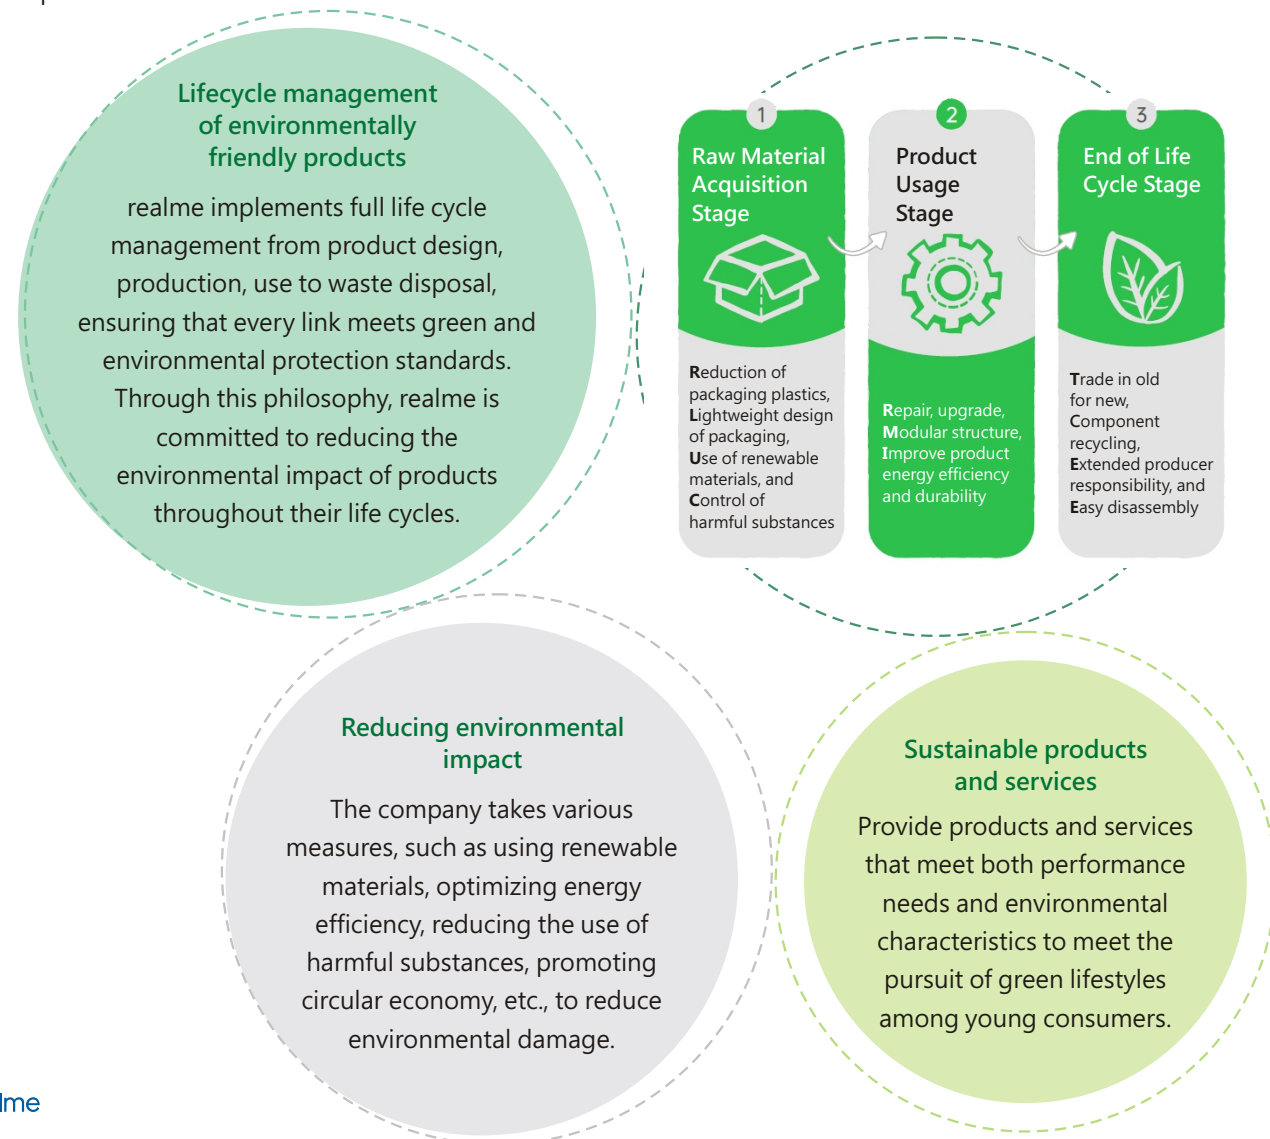 Lifecycle management
of environmentally
friendly products
realme implements full life cycle
management from product design,
production, use to waste disposal,
ensuring that every link meets green and
environmental protection standards.
Through this philosophy, realme is
committed to reducing the
environmental impact of products
throughout their life cycles.
1
Raw Material
Acquisition
Stage
Reduction of
packaging plastics,
Lightweight design
of packaging,
Use of renewable
materials, and
Control of
harmful substances
2
Product
Usage
Stage
Repair, upgrade,
Modular structure,
Improve product
energy efficiency
and durability
3
End of Life
Cycle Stage
Trade in old
for new,
Component
recycling,
Extended producer
responsibility, and
Easy disassembly
Reducing environmental
impact
The company takes various
measures, such as using renewable
materials, optimizing energy
efficiency, reducing the use of
harmful substances, promoting
circular economy, etc., to reduce
environmental damage.
Sustainable products
and services
Provide products and services
that meet both performance
needs and environmental
characteristics to meet the
pursuit of green lifestyles
among young consumers.